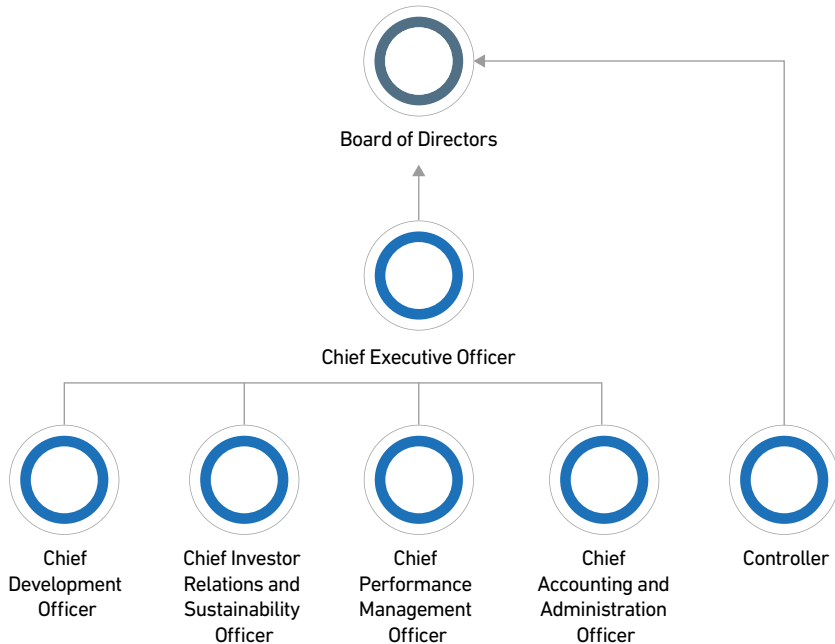 Board of Directors
Chief Executive Officer
Chief
Development
Officer
Chief Investor
Relations and
Sustainability
Officer
Chief
Performance
Management
Officer
Chief
Accounting and
Administration
Officer
Controller